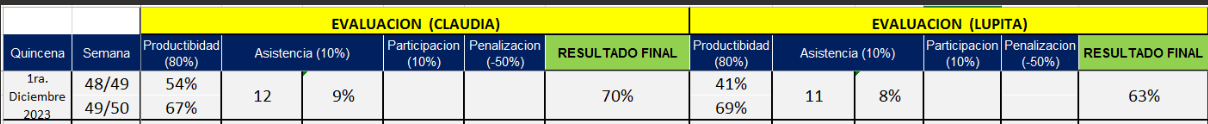 EVALUACION (CLAUDIA) EVALUACION (LUPITA)
Quincena Semana Productibidad (80%) Asistencia (10%) Participacion (10%) Penalizacion (-50%) RESULTADO FINAL Productibidad (80%) Asistencia (10%) Participacion (10%) Penalizacion (-50%) RESULTADO FINAL
1ra. Diciembre 2023 48/49 54% 12 9% 70% 41% 11 8% 63%
49/50 67% 69%